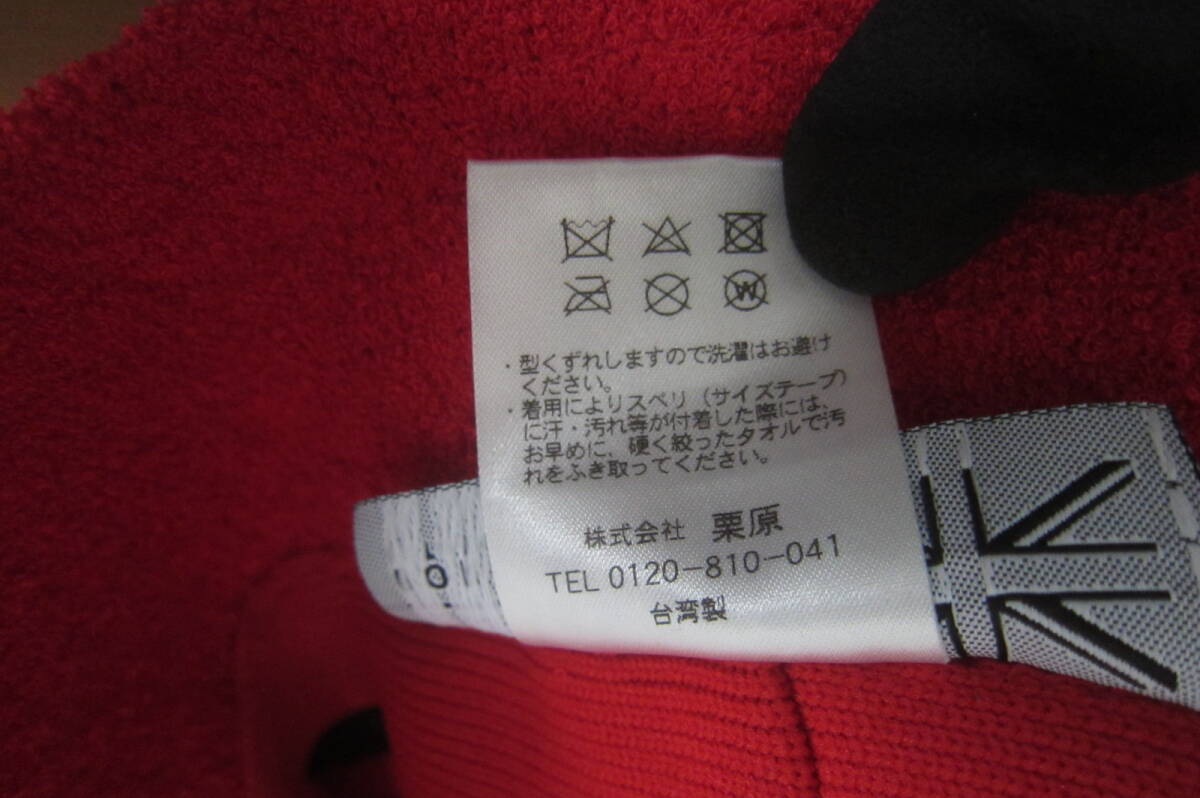 W
・型くずれしますので洗濯はお避け
ください。
・着用によりスベリ（サイズテープ）
に汗・汚れ等が付着した際には、
お早めに、硬く絞ったタオルで汚
れをふき取ってください。
株式会社 栗原
TEL 0120-810-041
台湾製